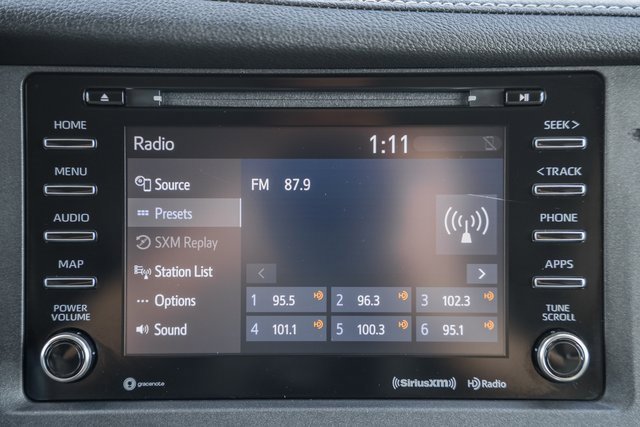 HOME
MENU
AUDIO
MAP
POWER
VOLUME
Radio
1:11
Source
Presets
SXM Replay
Station List
Options
Sound
FM 87.9
1 95.5
2 96.3
3 102.3
4 101.1
5 100.3
6 95.1
SEEK >
< TRACK
PHONE
APPS
TUNE
SCROLL
gracenote
((SiriusXM))
HD Radio